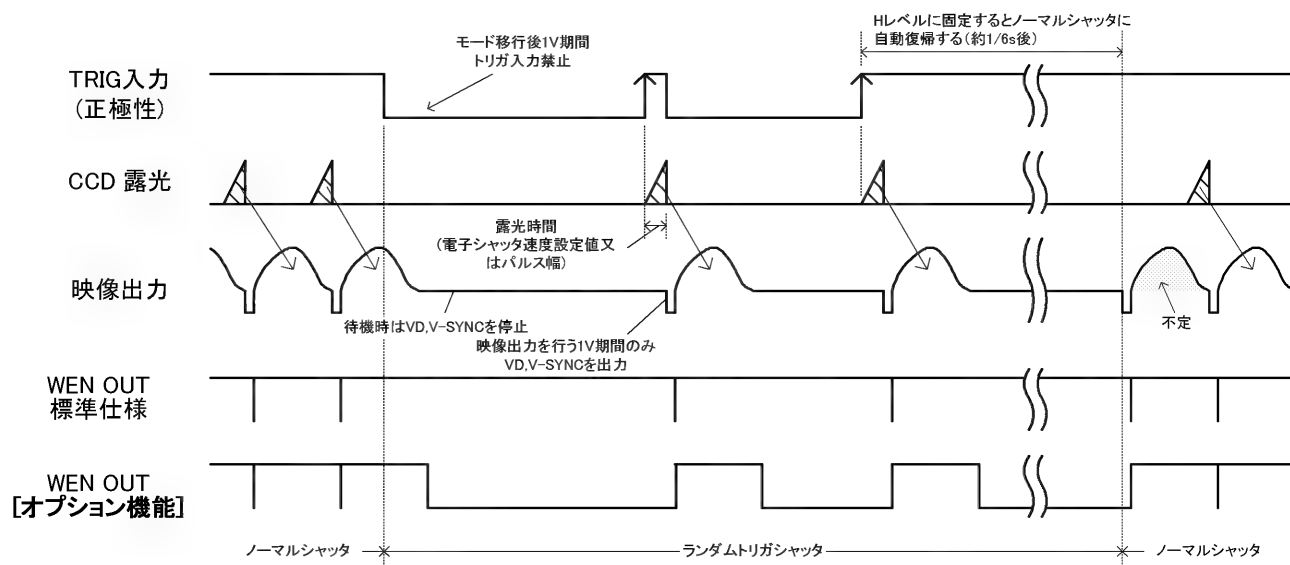 Hレベルに固定するとノーマルシャッタに
自動復帰する(約1/6s後)
モード移行後1V期間
トリガ入力禁止
TRIG入力
(正極性)
CCD 露光
露光時間
(電子シャッタ速度設定値又
はパルス幅)
映像出力
待機時はVD,V-SYNCを停止
映像出力を行う1V期間のみ
VD,V-SYNCを出力
不定
WEN OUT
標準仕様
WEN OUT
[オプション機能]
ノーマルシャッタ
ランダムトリガシャッタ
ノーマルシャッタ